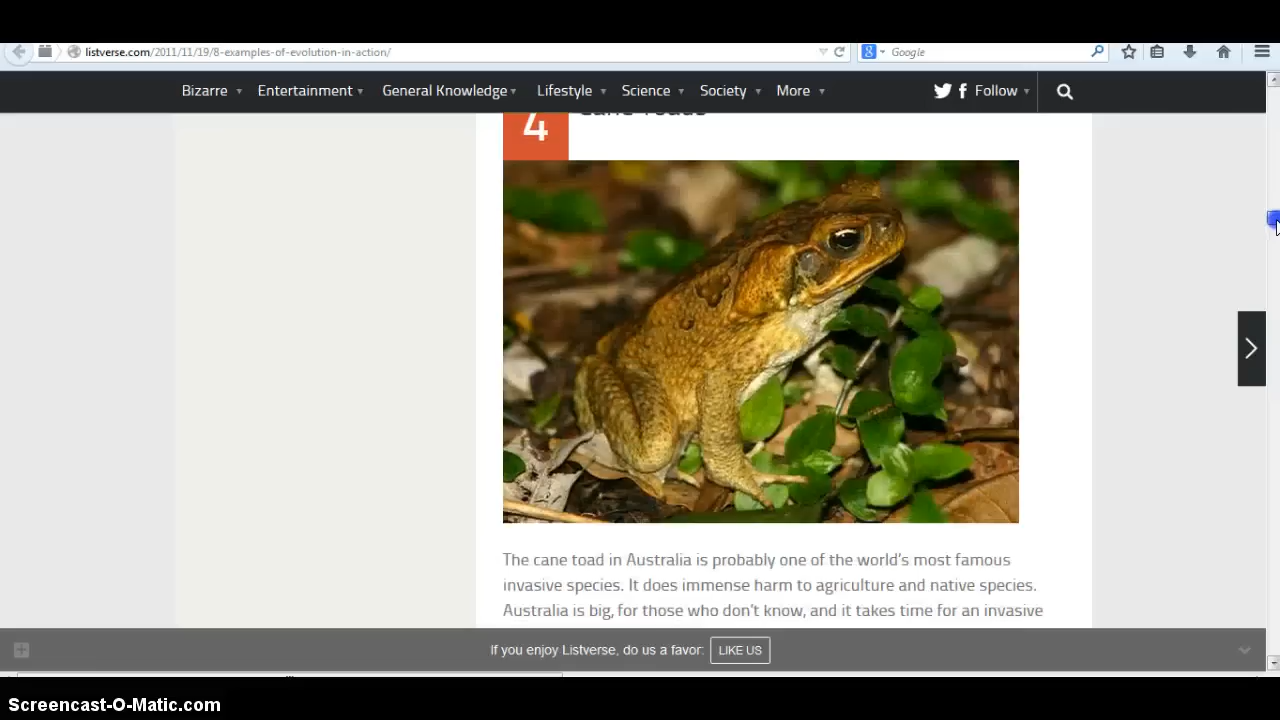 listverse.com/2011/11/19/8-examples-of-evolution-in-action/
Google
Bizarre Entertainment General Knowledge Lifestyle Science Society More Follow
4 Cane Toads
The cane toad in Australia is probably one of the world's most famous
invasive species. It does immense harm to agriculture and native species.
Australia is big, for those who don't know, and it takes time for an invasive
If you enjoy Listverse, do us a favor: LIKE US
Screencast-O-Matic.com